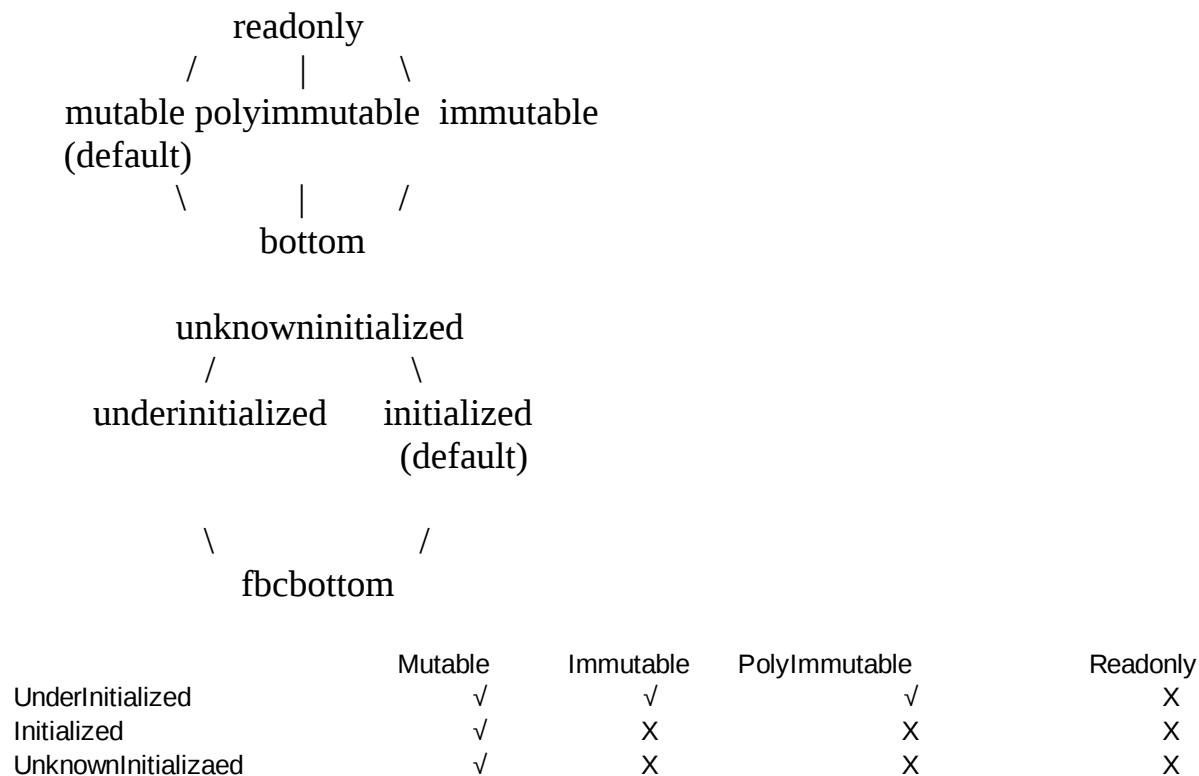 readonly
/ | \
mutable polyimmutable immutable
(default)
\ | /
bottom
unknowninitialized
/ \
underinitialized initialized
(default)
\ /
fbcbottom
Mutable Immutable PolyImmutable Readonly
UnderInitialized √ √ √ X
Initialized √ X X X
UnknownInitializaed √ X X X